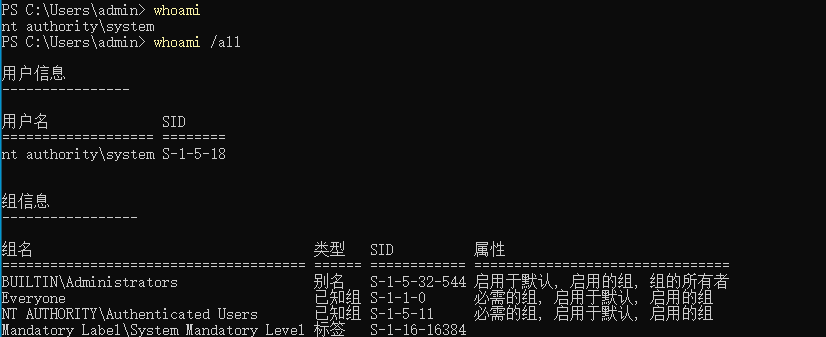 PS C:\Users\admin> whoami
nt authority\system
PS C:\Users\admin> whoami /all
用户信息
----------------
用户名 SID
=================== ========
nt authority\system S-1-5-18
组信息
-----------------
组名 类型 SID 属性
====================================== ====== ============ ================================
BUILTIN\Administrators 别名 S-1-5-32-544 启用于默认, 启用的组, 组的所有者
Everyone 已知组 S-1-1-0 必需的组, 启用于默认, 启用的组
NT AUTHORITY\Authenticated Users 已知组 S-1-5-11 必需的组, 启用于默认, 启用的组
Mandatory Label\System Mandatory Level 标签 S-1-16-16384